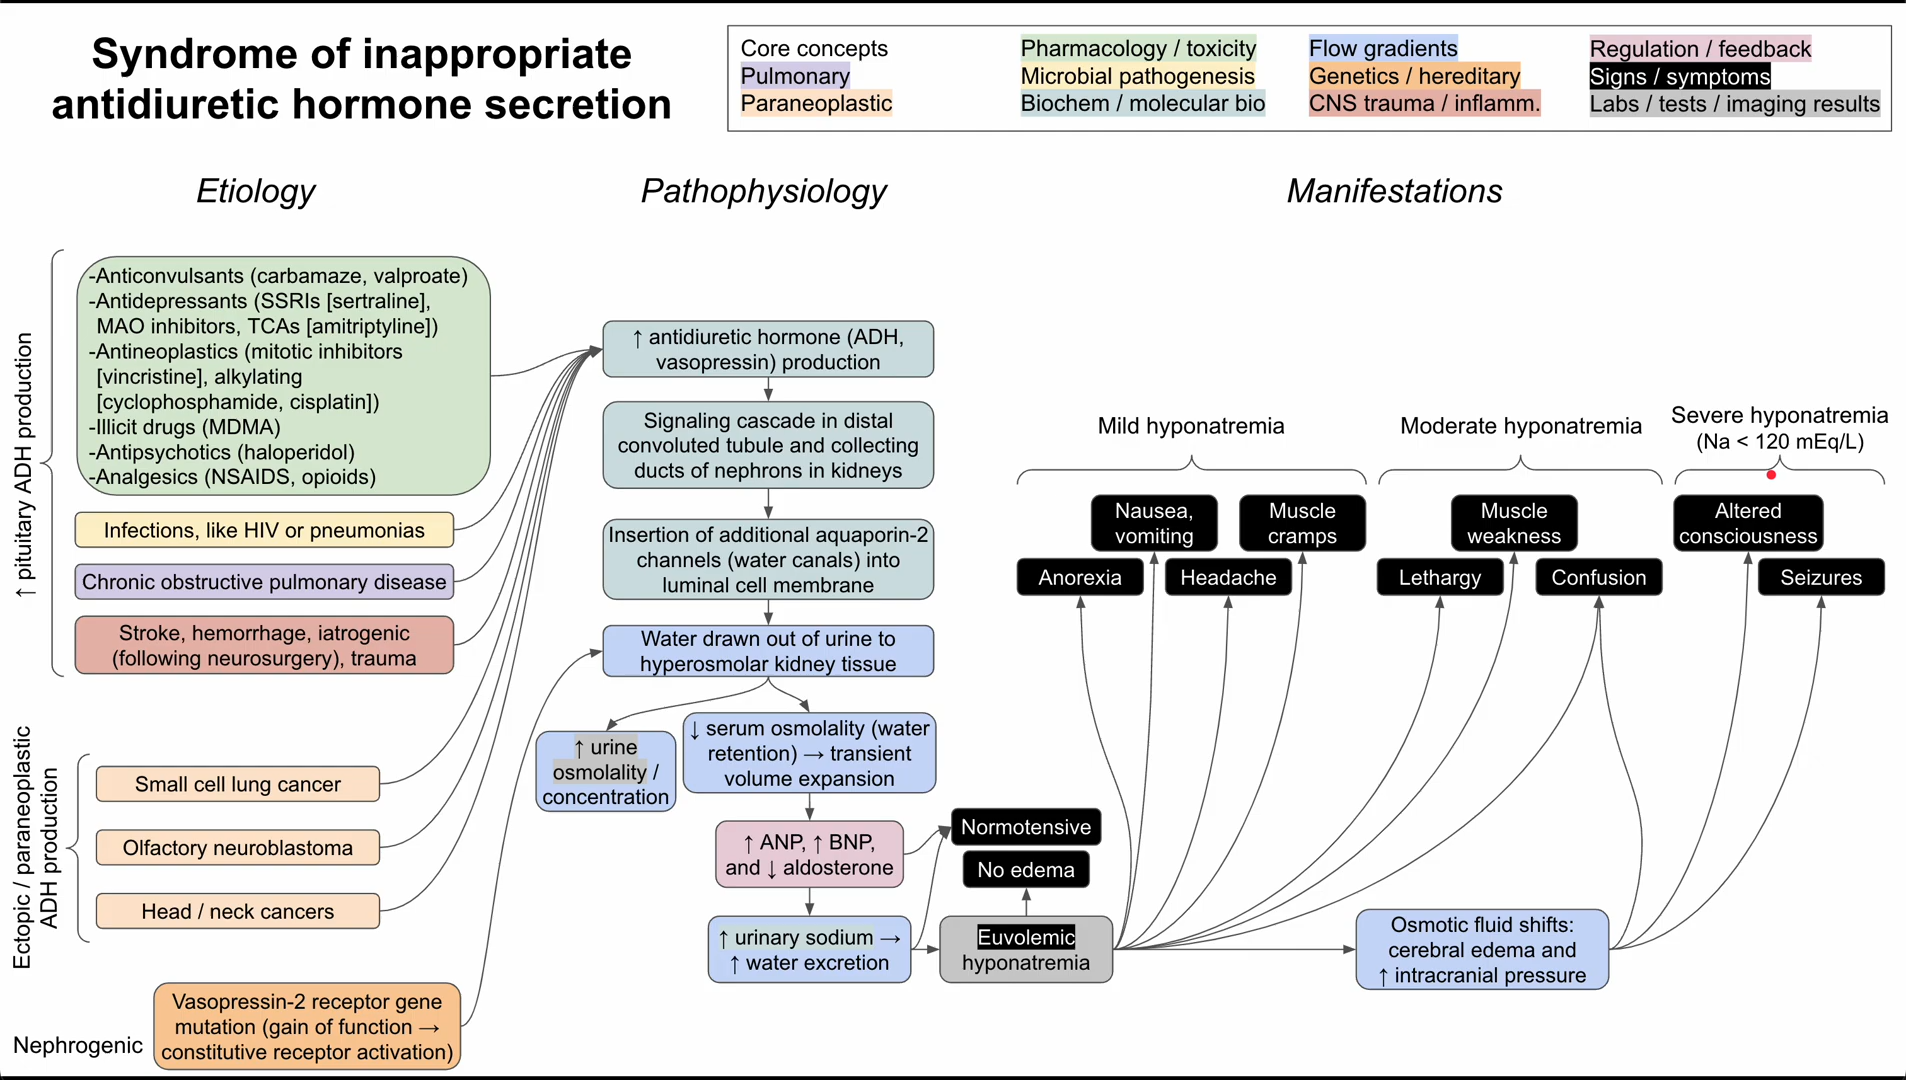 Syndrome of inappropriate
antidiuretic hormone secretion
Core concepts
Pulmonary
Paraneoplastic
Pharmacology / toxicity
Microbial pathogenesis
Biochem / molecular bio
Flow gradients
Genetics / hereditary
CNS trauma / inflamm.
Regulation / feedback
Signs / symptoms
Labs / tests / imaging results
Etiology
Pathophysiology
Manifestations
↑ pituitary ADH production
-Anticonvulsants (carbamaze, valproate)
-Antidepressants (SSRIs [sertraline],
MAO inhibitors, TCAs [amitriptyline])
-Antineoplastics (mitotic inhibitors
[vincristine], alkylating
[cyclophosphamide, cisplatin])
-Illicit drugs (MDMA)
-Antipsychotics (haloperidol)
-Analgesics (NSAIDS, opioids)
Infections, like HIV or pneumonias
Chronic obstructive pulmonary disease
Stroke, hemorrhage, iatrogenic
(following neurosurgery), trauma
Ectopic / paraneoplastic
ADH production
Small cell lung cancer
Olfactory neuroblastoma
Head / neck cancers
Nephrogenic
Vasopressin-2 receptor gene
mutation (gain of function →
constitutive receptor activation)
↑ antidiuretic hormone (ADH,
vasopressin) production
Signaling cascade in distal
convoluted tubule and collecting
ducts of nephrons in kidneys
Insertion of additional aquaporin-2
channels (water canals) into
luminal cell membrane
Water drawn out of urine to
hyperosmolar kidney tissue
↑ urine
osmolality /
concentration
↓ serum osmolality (water
retention) → transient
volume expansion
↑ ANP, ↑ BNP,
and ↓ aldosterone
↑ urinary sodium →
↑ water excretion
Normotensive
No edema
Euvolemic
hyponatremia
Mild hyponatremia
Anorexia
Nausea,
vomiting
Headache
Muscle
cramps
Moderate hyponatremia
Lethargy
Muscle
weakness
Confusion
Severe hyponatremia
(Na < 120 mEq/L)
Altered
consciousness
Seizures
Osmotic fluid shifts:
cerebral edema and
↑ intracranial pressure